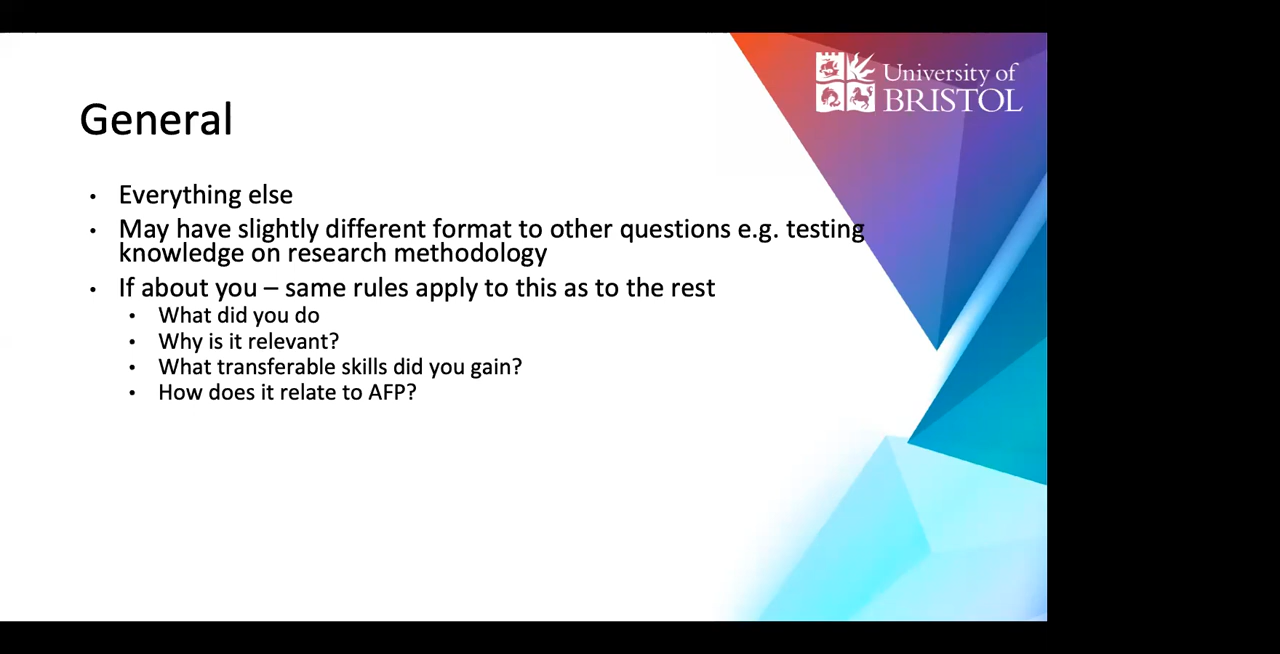 University of
BRISTOL
General
• Everything else
• May have slightly different format to other questions e.g. testing
knowledge on research methodology
• If about you – same rules apply to this as to the rest
• What did you do
• Why is it relevant?
• What transferable skills did you gain?
• How does it relate to AFP?